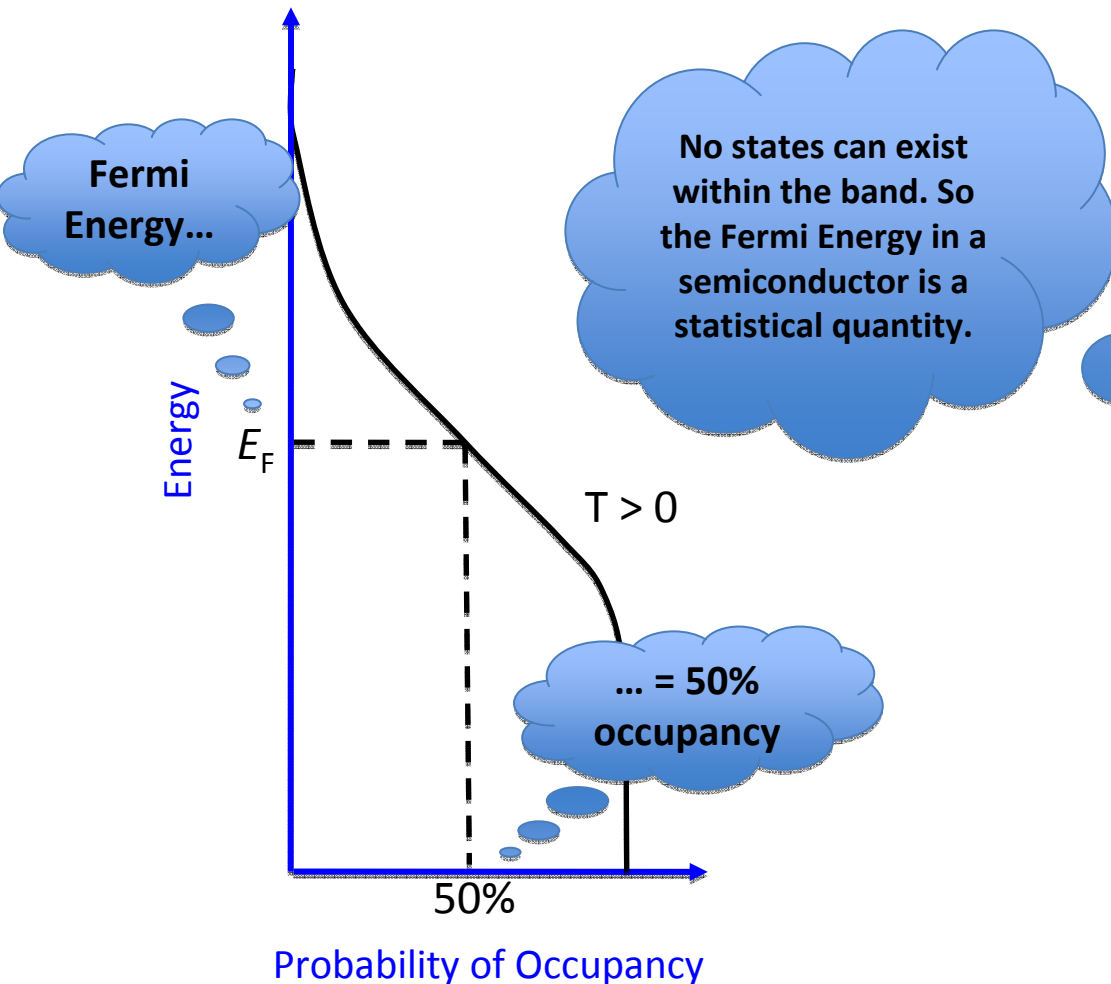 Fermi
Energy…
No states can exist
within the band. So
the Fermi Energy in a
semiconductor is a
statistical quantity.
Energy
E_F
T > 0
… = 50%
occupancy
50%
Probability of Occupancy